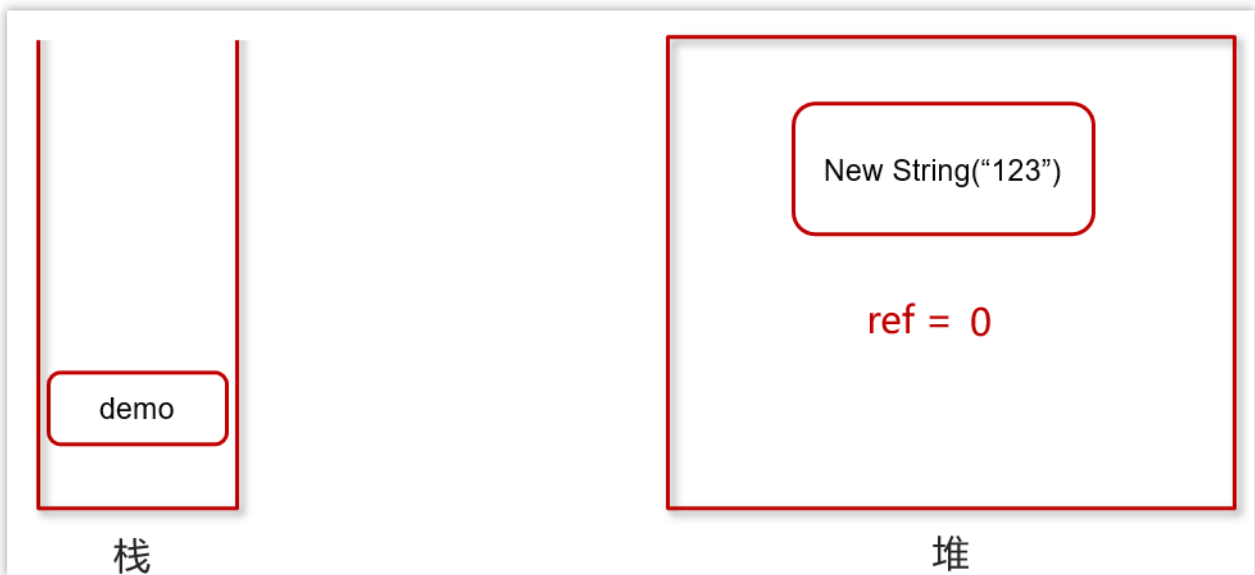 New String(“123”)
ref = 0
demo
栈
堆